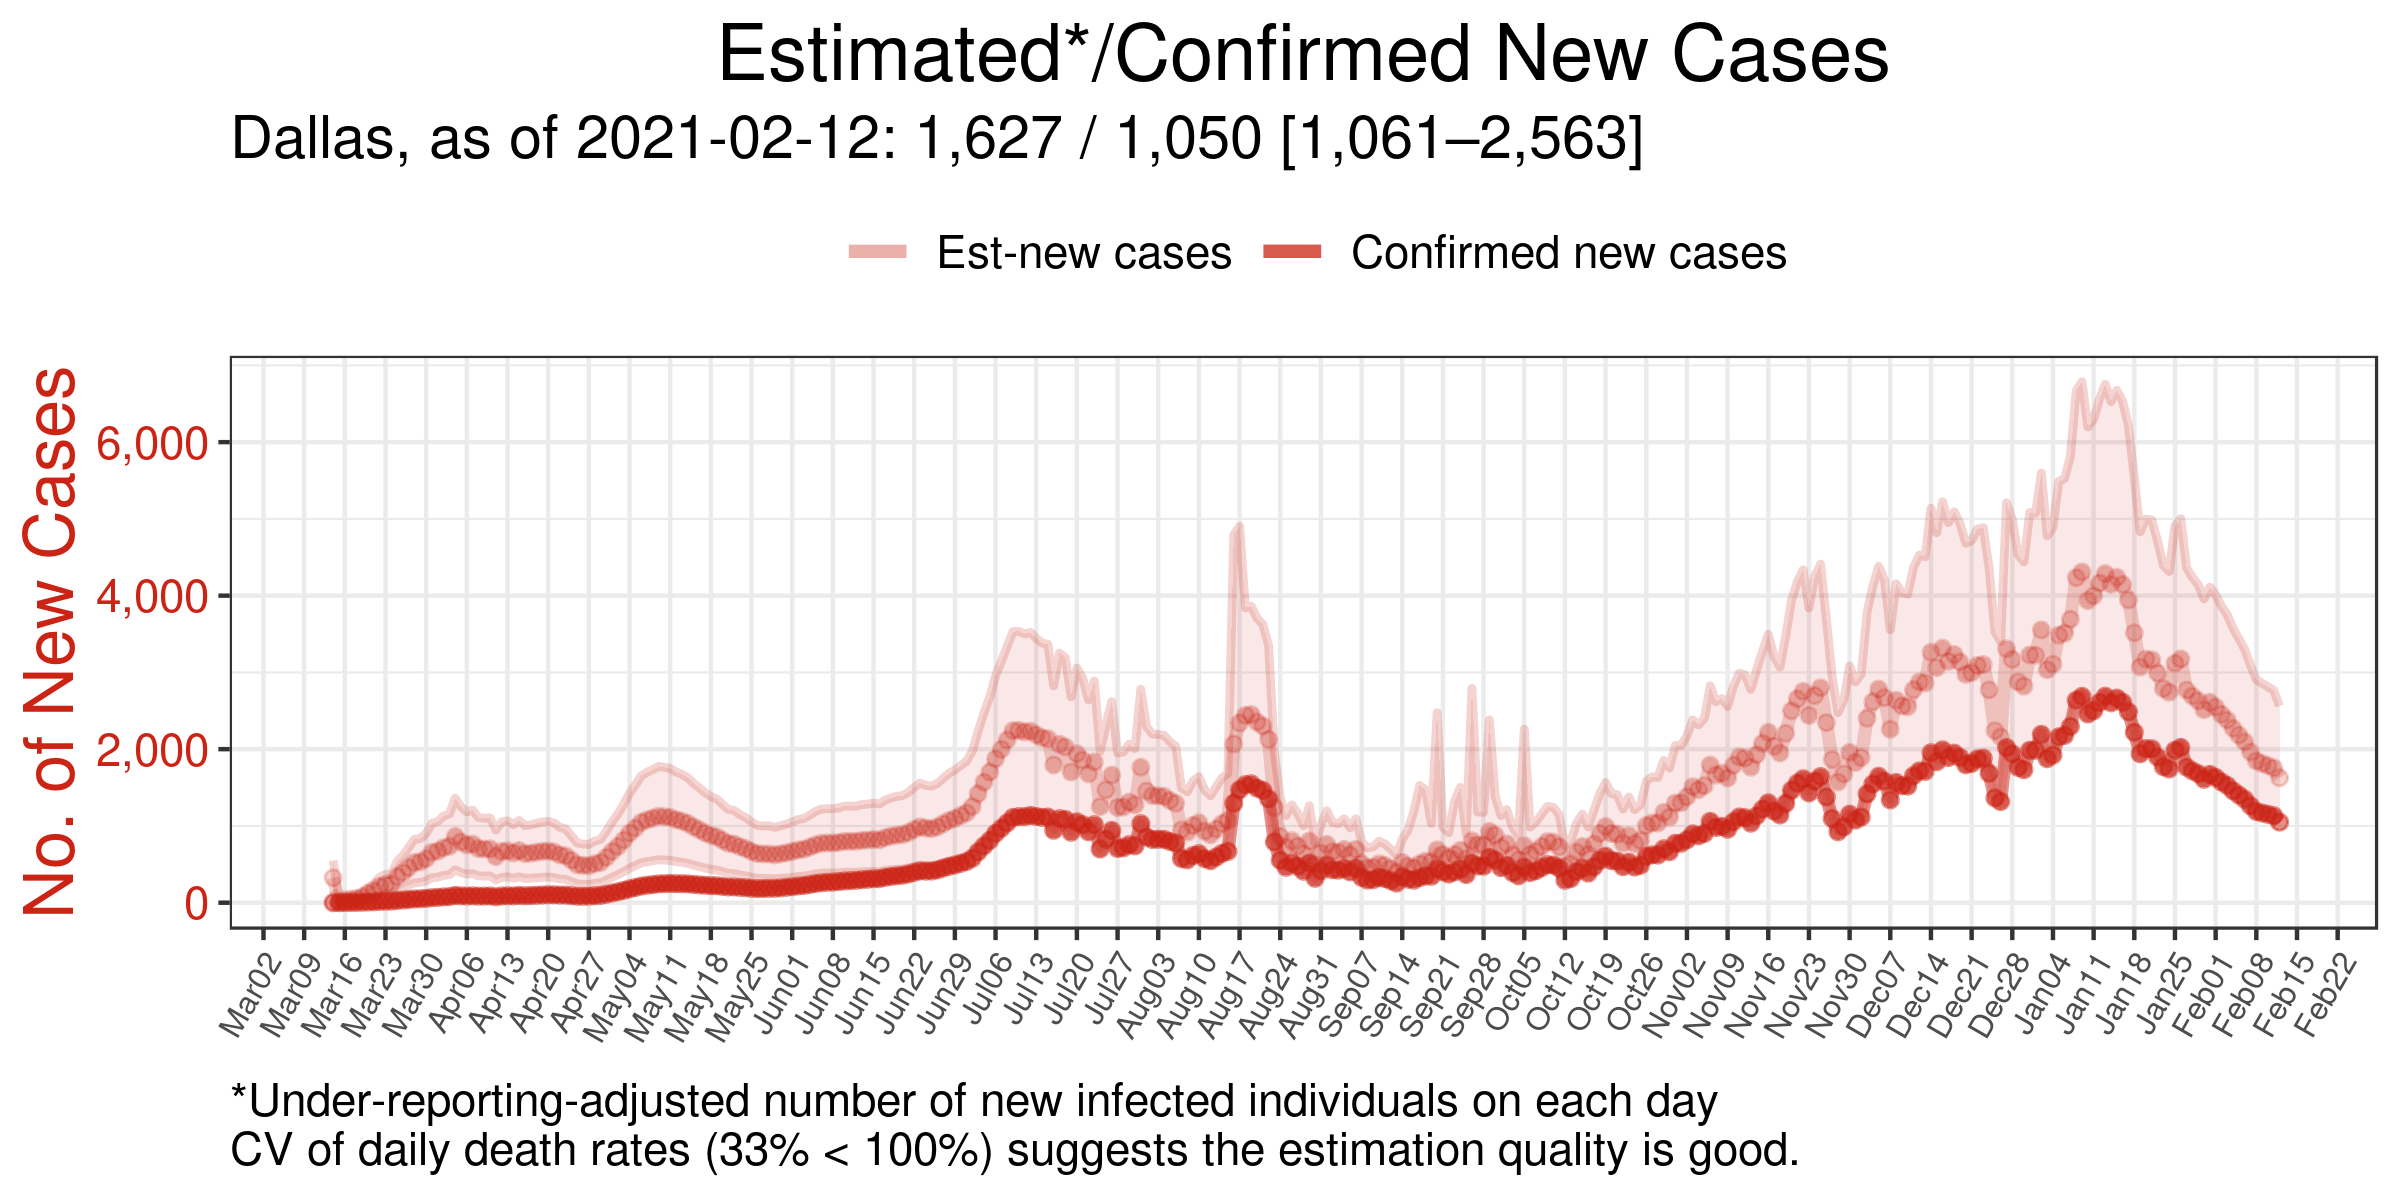 Estimated*/Confirmed New Cases
Dallas, as of 2021-02-12: 1,627 / 1,050 [1,061–2,563]
Est-new cases Confirmed new cases
No. of New Cases
6,000
4,000
2,000
0
Mar02 Mar09 Mar16 Mar23 Mar30 Apr06 Apr13 Apr20 Apr27 May04 May11 May18 May25 Jun01 Jun08 Jun15 Jun22 Jun29 Jul06 Jul13 Jul20 Jul27 Aug03 Aug10 Aug17 Aug24 Aug31 Sep07 Sep14 Sep21 Sep28 Oct05 Oct12 Oct19 Oct26 Nov02 Nov09 Nov16 Nov23 Nov30 Dec07 Dec14 Dec21 Dec28 Jan04 Jan11 Jan18 Jan25 Feb01 Feb08 Feb15 Feb22
*Under-reporting-adjusted number of new infected individuals on each day
CV of daily death rates (33% < 100%) suggests the estimation quality is good.